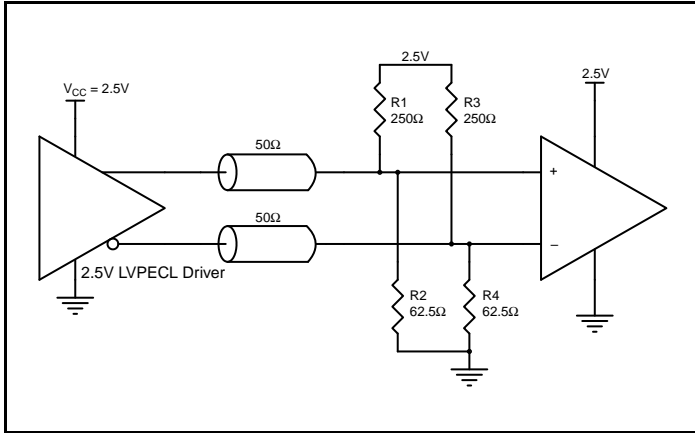 2.5V
2.5V
V_CC = 2.5V
R1
250Ω
R3
250Ω
50Ω
+
50Ω
–
2.5V LVPECL Driver
R2
62.5Ω
R4
62.5Ω